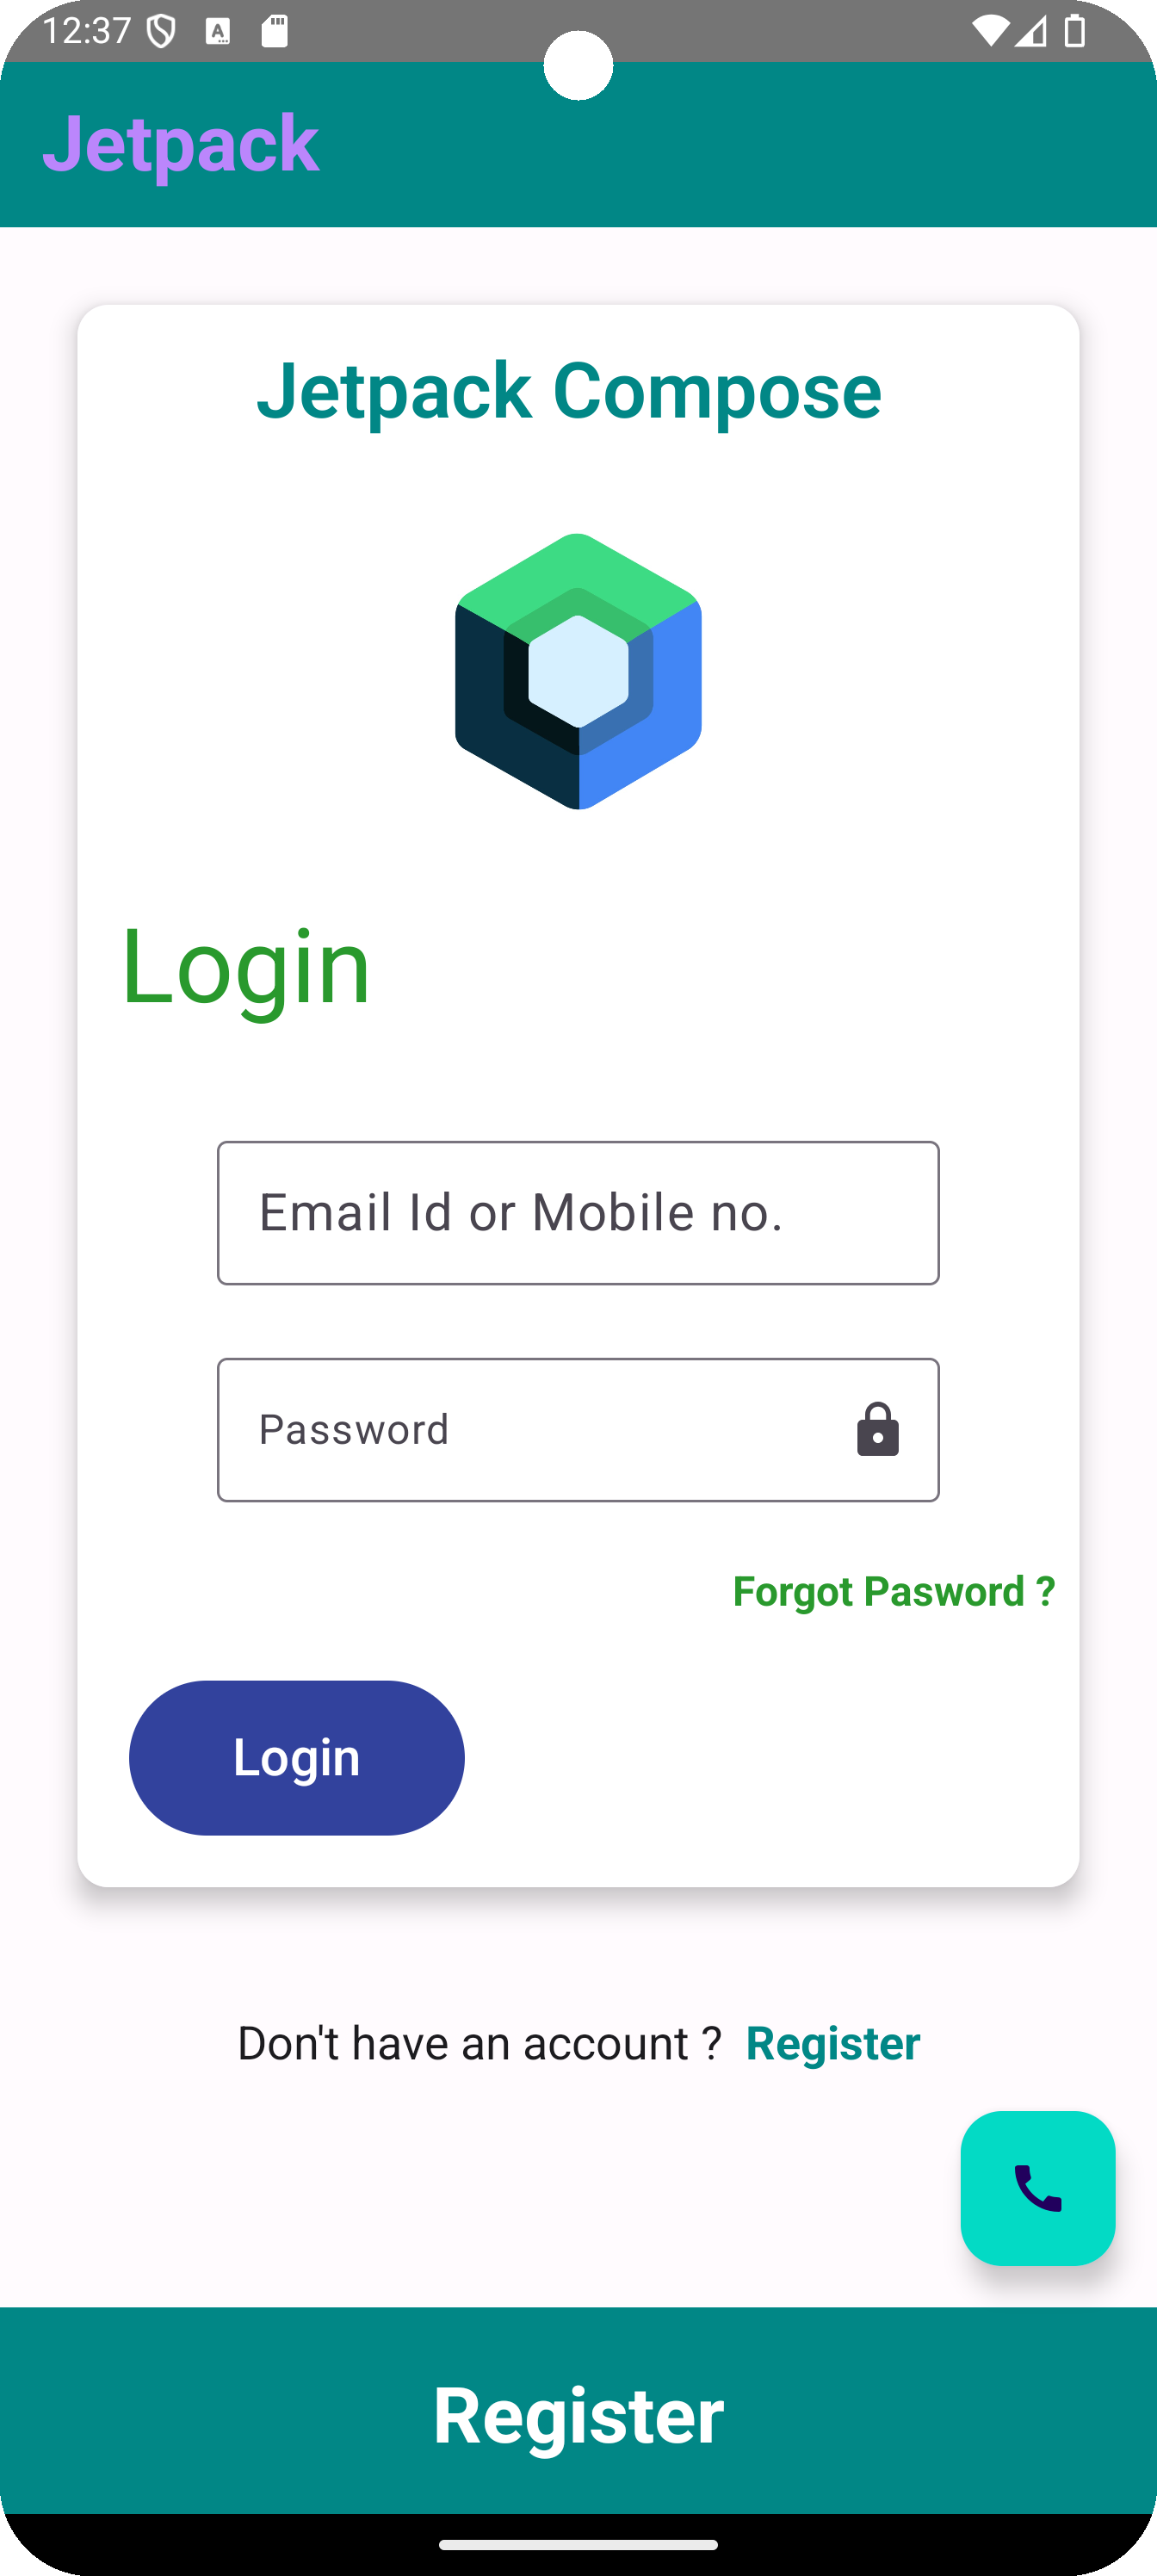 12:37
Jetpack
Jetpack Compose
Login
Email Id or Mobile no.
Password
Forgot Pasword ?
Login
Don't have an account ? Register
Register